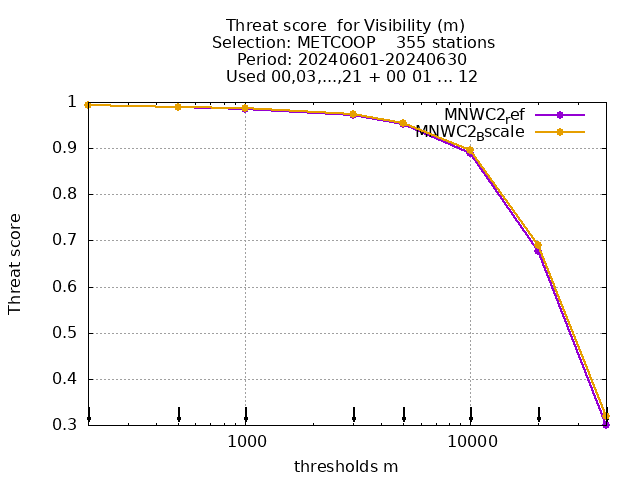 Threat score  for Visibility (m)
Selection: METCOOP    355 stations
Period: 20240601-20240630
Used 00,03,...,21 + 00 01 ... 12
MNWC2ref
MNWC2Bscale
1
0.9
0.8
0.7
0.6
0.5
0.4
0.3
Threat score
1000
10000
thresholds m